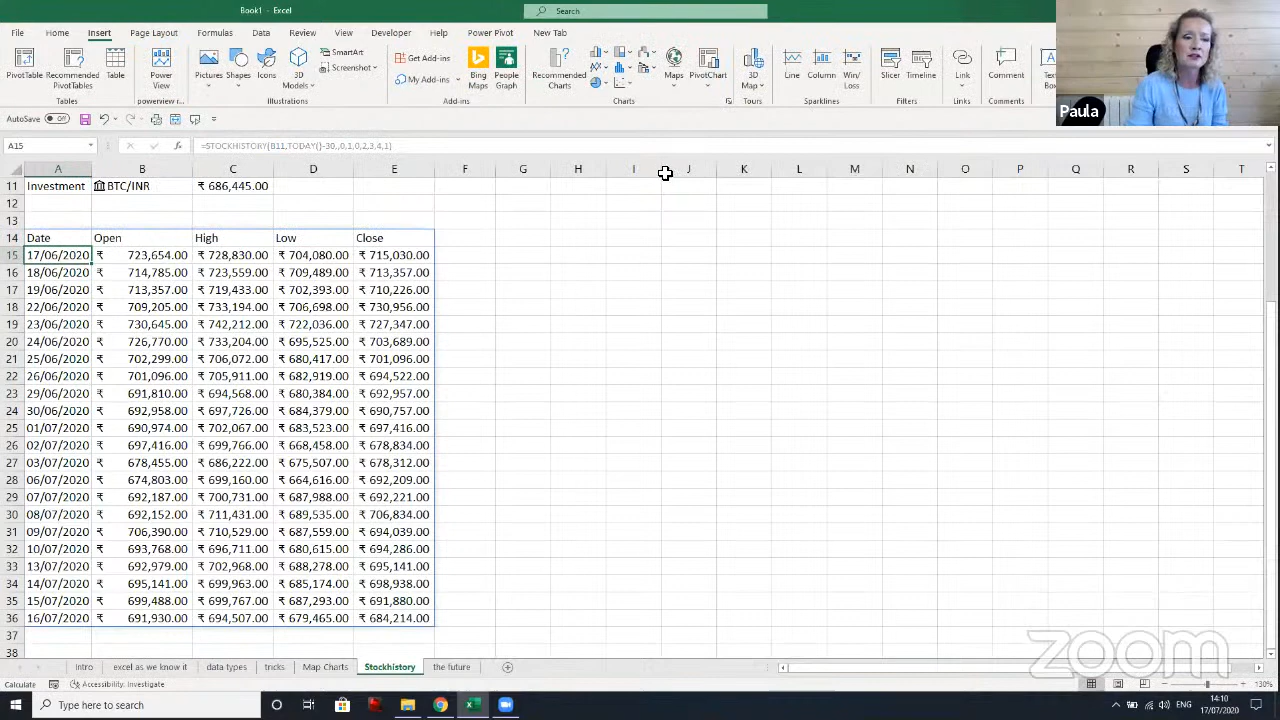 Book1 - Excel
Search
File Home Insert Page Layout Formulas Data Review View Developer Help Power Pivot New Tab
PivotTable Recommended PivotTables Table
Power View
Pictures Shapes Icons 3D Models SmartArt Screenshot
Get Add-ins
My Add-ins
Bing Maps People Graph
Recommended Charts
Maps PivotChart
3D Map
Line Column Win/ Loss
Slicer Timeline
Link
Comment
Text Box
Tables powerview r... Illustrations Add-ins Charts Tours Sparklines Filters Links Comments
AutoSave Off
Paula
A15 fx =STOCKHISTORY(B11,TODAY()-30,,0,1,0,2,3,4,1)
A B C D E F G H I J K L M N O P Q R S T
11 Investment BTC/INR ₹ 686,445.00
12
13
14 Date Open High Low Close
15 17/06/2020 ₹ 723,654.00 ₹ 728,830.00 ₹ 704,080.00 ₹ 715,030.00
16 18/06/2020 ₹ 714,785.00 ₹ 723,559.00 ₹ 709,489.00 ₹ 713,357.00
17 19/06/2020 ₹ 713,357.00 ₹ 719,433.00 ₹ 702,393.00 ₹ 710,226.00
18 22/06/2020 ₹ 709,205.00 ₹ 733,194.00 ₹ 706,698.00 ₹ 730,956.00
19 23/06/2020 ₹ 730,645.00 ₹ 742,212.00 ₹ 722,036.00 ₹ 727,347.00
20 24/06/2020 ₹ 726,770.00 ₹ 733,204.00 ₹ 695,525.00 ₹ 703,689.00
21 25/06/2020 ₹ 702,299.00 ₹ 706,072.00 ₹ 680,417.00 ₹ 701,096.00
22 26/06/2020 ₹ 701,096.00 ₹ 705,911.00 ₹ 682,919.00 ₹ 694,522.00
23 29/06/2020 ₹ 691,810.00 ₹ 694,568.00 ₹ 680,384.00 ₹ 692,957.00
24 30/06/2020 ₹ 692,958.00 ₹ 697,726.00 ₹ 684,379.00 ₹ 690,757.00
25 01/07/2020 ₹ 690,974.00 ₹ 702,067.00 ₹ 683,523.00 ₹ 697,416.00
26 02/07/2020 ₹ 697,416.00 ₹ 699,766.00 ₹ 668,458.00 ₹ 678,834.00
27 03/07/2020 ₹ 678,455.00 ₹ 686,222.00 ₹ 675,507.00 ₹ 678,312.00
28 06/07/2020 ₹ 674,803.00 ₹ 699,160.00 ₹ 664,616.00 ₹ 692,209.00
29 07/07/2020 ₹ 692,187.00 ₹ 700,731.00 ₹ 687,988.00 ₹ 692,221.00
30 08/07/2020 ₹ 692,152.00 ₹ 711,431.00 ₹ 689,535.00 ₹ 706,834.00
31 09/07/2020 ₹ 706,390.00 ₹ 710,529.00 ₹ 687,559.00 ₹ 694,039.00
32 10/07/2020 ₹ 693,768.00 ₹ 696,711.00 ₹ 680,615.00 ₹ 694,286.00
33 13/07/2020 ₹ 692,979.00 ₹ 702,968.00 ₹ 688,278.00 ₹ 695,141.00
34 14/07/2020 ₹ 695,141.00 ₹ 699,963.00 ₹ 685,174.00 ₹ 698,938.00
35 15/07/2020 ₹ 699,488.00 ₹ 699,767.00 ₹ 687,293.00 ₹ 691,880.00
36 16/07/2020 ₹ 691,930.00 ₹ 694,507.00 ₹ 679,465.00 ₹ 684,214.00
37
38
zoom
Intro excel as we know it data types tricks Map Charts Stockhistory the future
Calculate Accessibility: Investigate 130%
Type here to search ENG 14:10
17/07/2020